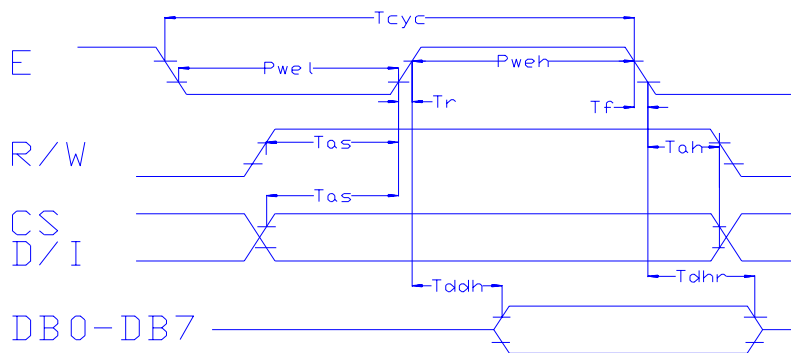 Tcyc
E
Pwel
Pweh
Tr
Tf
R/W
Tas
Tah
Tas
CS
D/I
Tddh
Tdhr
DB0-DB7